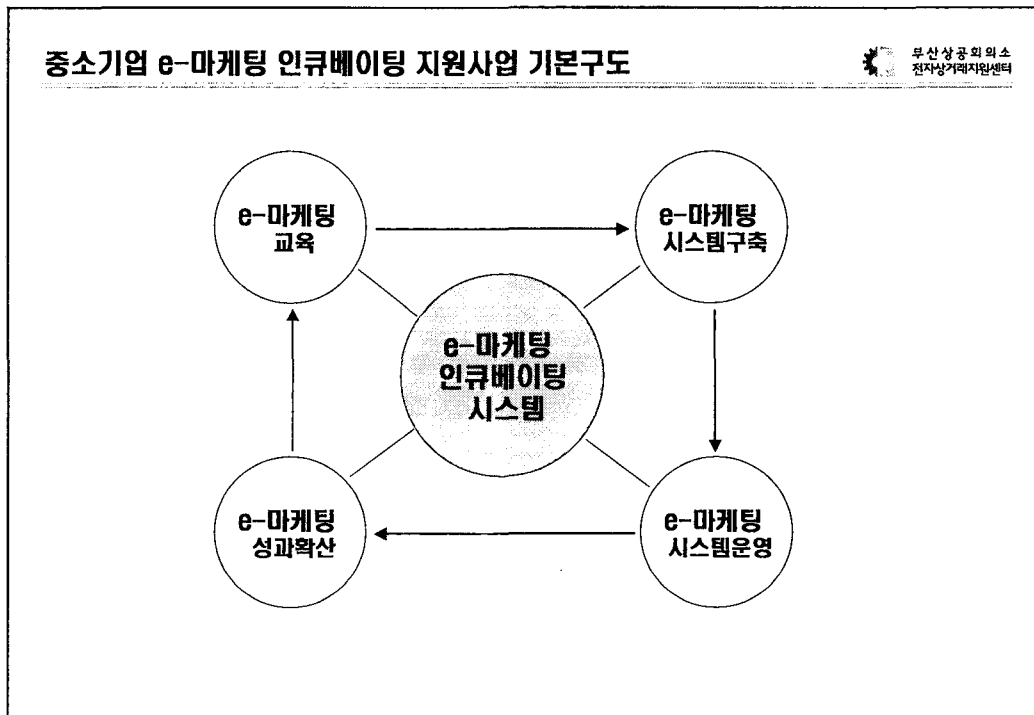 중소기업 e-마케팅 인큐베이팅 지원사업 기본구도
부산상공회의소
전자상거래지원센터
e-마케팅
교육
e-마케팅
시스템구축
e-마케팅
인큐베이팅
시스템
e-마케팅
성과확산
e-마케팅
시스템운영